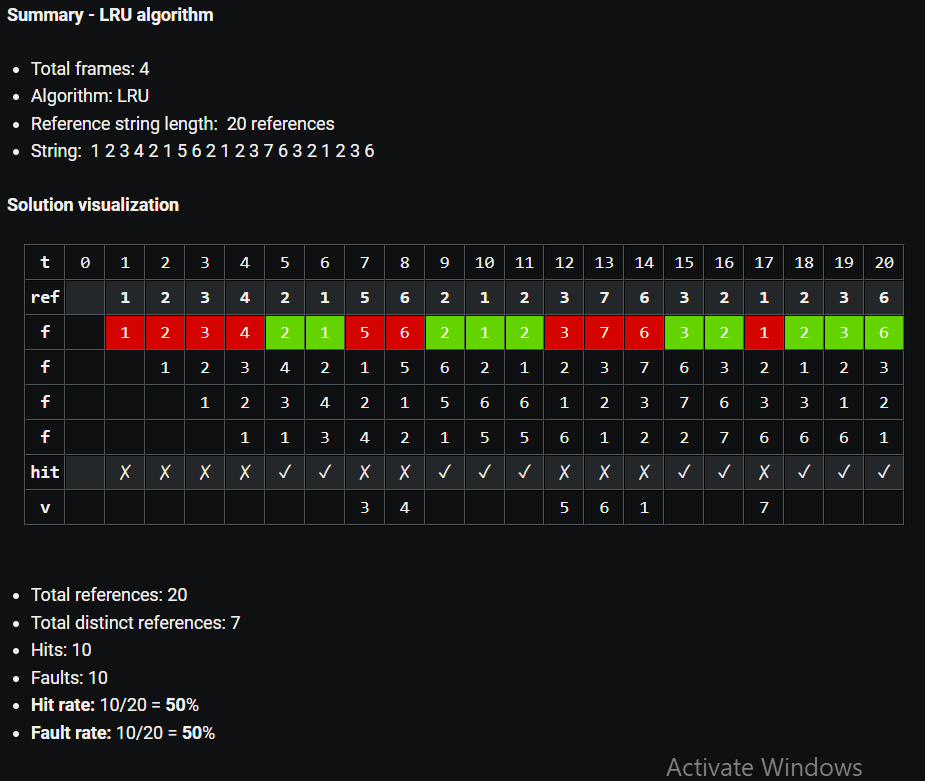 Summary - LRU algorithm
Total frames: 4
Algorithm: LRU
Reference string length: 20 references
String: 1 2 3 4 2 1 5 6 2 1 2 3 7 6 3 2 1 2 3 6
Solution visualization
t 0 1 2 3 4 5 6 7 8 9 10 11 12 13 14 15 16 17 18 19 20
ref 1 2 3 4 2 1 5 6 2 1 2 3 7 6 3 2 1 2 3 6
f 1 2 3 4 2 1 5 6 2 1 2 3 7 6 3 2 1 2 3 6
f 1 2 3 4 2 1 5 6 2 1 2 3 7 6 3 2 1 2 3
f 1 2 3 4 2 1 5 6 6 1 2 3 7 6 3 3 1 2
f 1 1 3 4 2 1 5 5 6 1 2 2 7 6 6 6 1
hit ✗ ✗ ✗ ✗ ✓ ✓ ✗ ✗ ✓ ✓ ✓ ✗ ✗ ✗ ✓ ✓ ✗ ✓ ✓ ✓
v 3 4 5 6 1 7
Total references: 20
Total distinct references: 7
Hits: 10
Faults: 10
Hit rate: 10/20 = 50%
Fault rate: 10/20 = 50%
Activate Windows